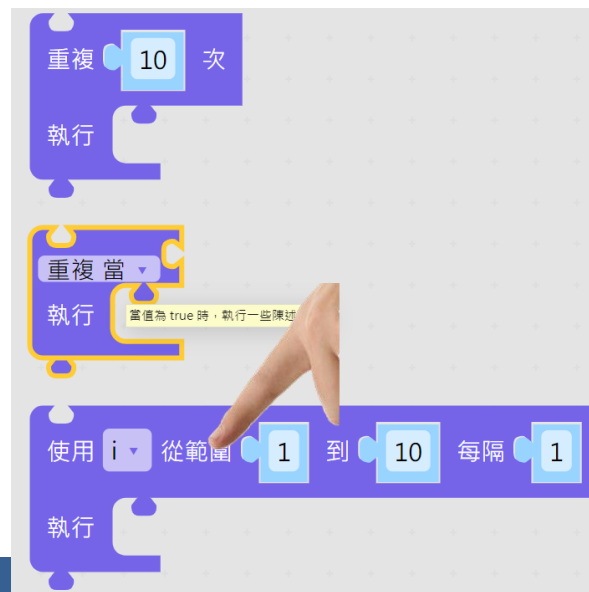 重複 10 次
執行
重複 當
執行
當值為 true 時，執行一些陳述
使用 i 從範圍 1 到 10 每隔 1
執行